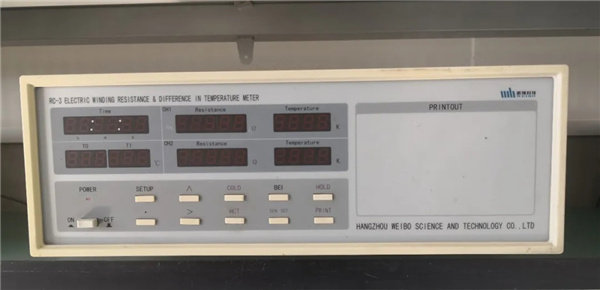 RC-3 ELECTRIC WINDING RESISTANCE & DIFFERENCE IN TEMPERATURE METER
Time
CH1
Resistance
Temperature
Ω
K
T0
T1
℃
CH2
Resistance
Temperature
Ω
K
PRINTOUT
POWER
ON
OFF
SETUP
∧
COLD
BEI
HOLD
·
>
HET
PRINT
HANGZHOU WEIBO SCIENCE AND TECHNOLOGY CO.,LTD